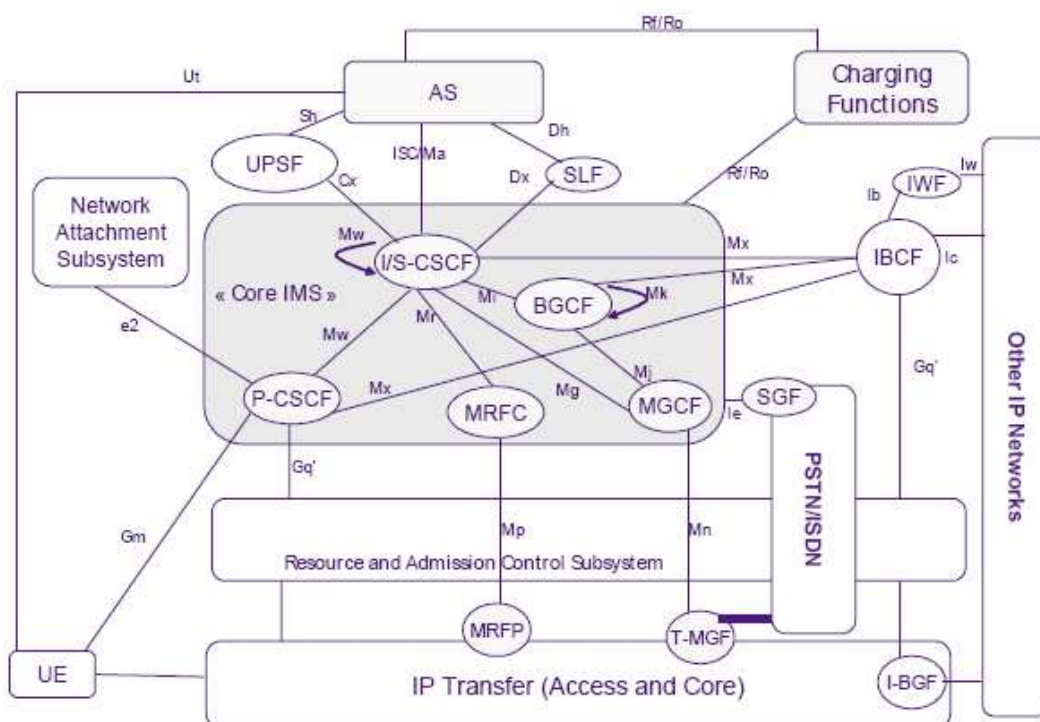 Rf/Ro
Ut
AS
Charging
Functions
Sh
Dh
ISC/Ma
UPSF
Cx
Dx
SLF
Rf/Ro
Iw
IWF
Ib
Network
Attachment
Subsystem
Mw
I/S-CSCF
Mx
IBCF
Ic
« Core IMS »
Mi
BGCF
Mk
Mx
Mr
e2
Mw
Mj
Gq'
P-CSCF
Mx
MRFC
Mg
MGCF
Ie
SGF
Other IP Networks
PSTN/ISDN
Gq'
Gm
Mp
Mn
Resource and Admission Control Subsystem
MRFP
T-MGF
UE
IP Transfer (Access and Core)
I-BGF